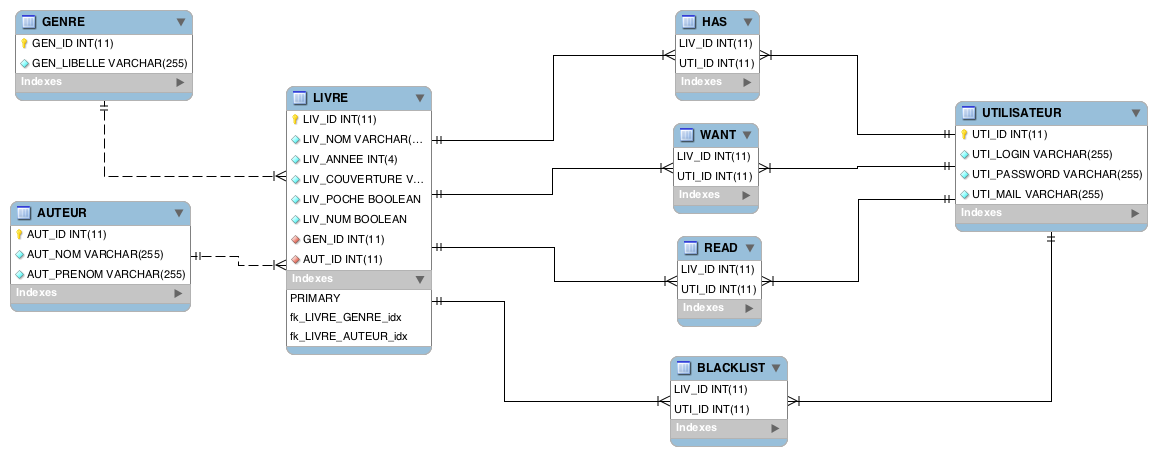 GENRE
GEN_ID INT(11)
GEN_LIBELLE VARCHAR(255)
Indexes
AUTEUR
AUT_ID INT(11)
AUT_NOM VARCHAR(255)
AUT_PRENOM VARCHAR(255)
Indexes
LIVRE
LIV_ID INT(11)
LIV_NOM VARCHAR(...
LIV_ANNEE INT(4)
LIV_COUVERTURE V...
LIV_POCHE BOOLEAN
LIV_NUM BOOLEAN
GEN_ID INT(11)
AUT_ID INT(11)
Indexes
PRIMARY
fk_LIVRE_GENRE_idx
fk_LIVRE_AUTEUR_idx
HAS
LIV_ID INT(11)
UTI_ID INT(11)
Indexes
WANT
LIV_ID INT(11)
UTI_ID INT(11)
Indexes
READ
LIV_ID INT(11)
UTI_ID INT(11)
Indexes
BLACKLIST
LIV_ID INT(11)
UTI_ID INT(11)
Indexes
UTILISATEUR
UTI_ID INT(11)
UTI_LOGIN VARCHAR(255)
UTI_PASSWORD VARCHAR(255)
UTI_MAIL VARCHAR(255)
Indexes